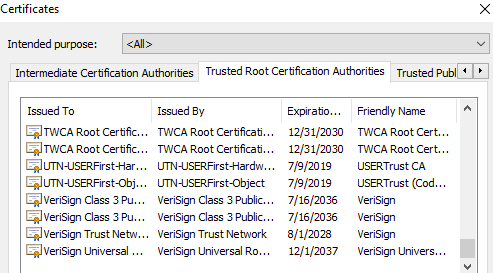 Certificates
Intended purpose: <All>
Intermediate Certification Authorities Trusted Root Certification Authorities Trusted Publ
Issued To Issued By Expiratio... Friendly Name
TWCA Root Certific... TWCA Root Certificati... 12/31/2030 TWCA Root Cert...
TWCA Root Certific... TWCA Root Certificati... 12/31/2030 TWCA Root Cert...
UTN-USERFirst-Har... UTN-USERFirst-Hardw... 7/9/2019 USERTrust CA
UTN-USERFirst-Obj... UTN-USERFirst-Object 7/9/2019 USERTrust (Cod...
VeriSign Class 3 Pu... VeriSign Class 3 Public... 7/16/2036 VeriSign
VeriSign Class 3 Pu... VeriSign Class 3 Public... 7/16/2036 VeriSign
VeriSign Trust Network VeriSign Trust Network 8/1/2028 VeriSign
VeriSign Universal ... VeriSign Universal Ro... 12/1/2037 VeriSign Univers...